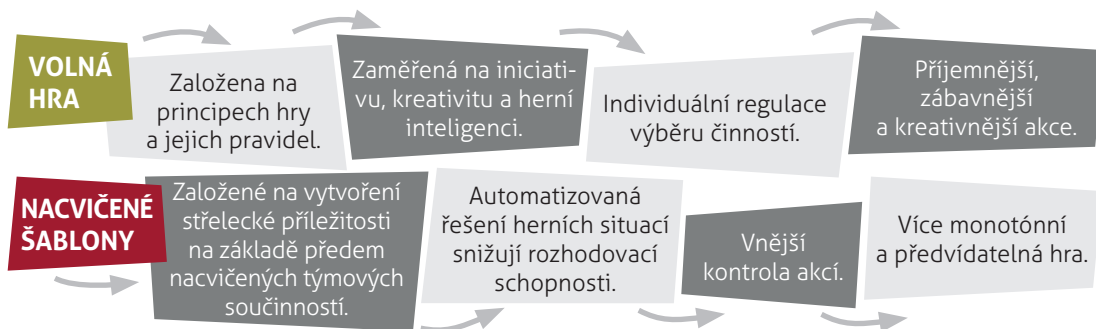 VOLNÁ
HRA
Založena na
principech hry
a jejich pravidel.
Zaměřená na iniciati-
vu, kreativitu a herní
inteligenci.
Individuální regulace
výběru činností.
Příjemnější,
zábavnější
a kreativnější akce.
NACVIČENÉ
ŠABLONY
Založené na vytvoření
střelecké příležitosti
na základě předem
nacvičených týmových
součinností.
Automatizovaná
řešení herních situací
snižují rozhodovací
schopnosti.
Vnější
kontrola akcí.
Více monotónní
a předvídatelná hra.